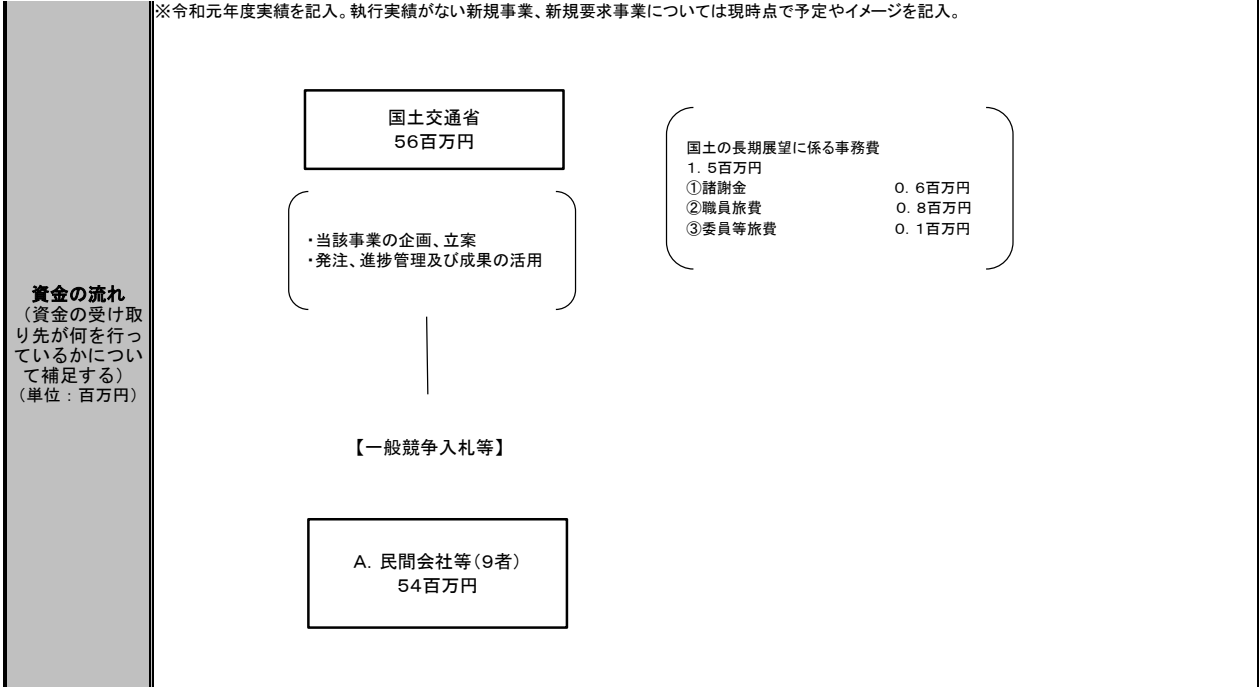 ※令和元年度実績を記入。執行実績がない新規事業、新規要求事業については現時点で予定やイメージを記入。
国土交通省
56百万円
国土の長期展望に係る事務費
1.5百万円
①諸謝金 0.6百万円
②職員旅費 0.8百万円
③委員等旅費 0.1百万円
・当該事業の企画、立案
・発注、進捗管理及び成果の活用
資金の流れ
（資金の受け取
り先が何を行っ
ているかについ
て補足する）
（単位：百万円）
【一般競争入札等】
A. 民間会社等(9者)
54百万円